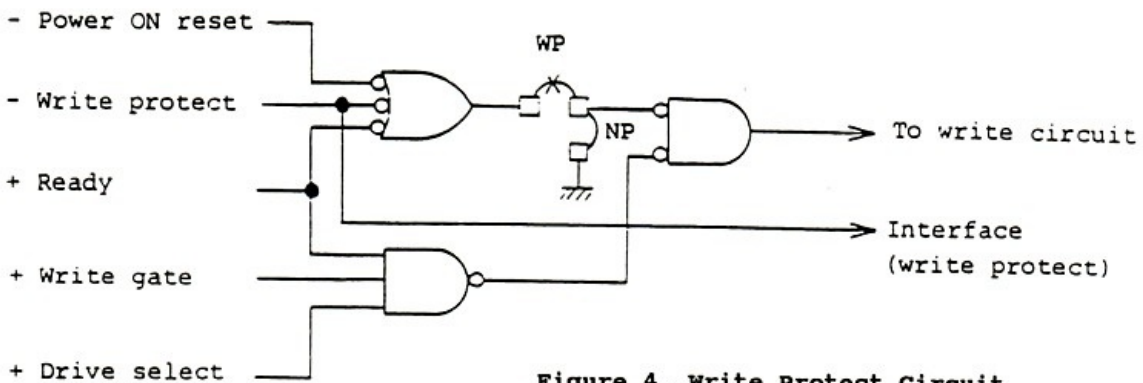 - Power ON reset
WP
- Write protect
NP
To write circuit
+ Ready
Interface
(write protect)
+ Write gate
+ Drive select
Figure 4 Write Protect Circuit